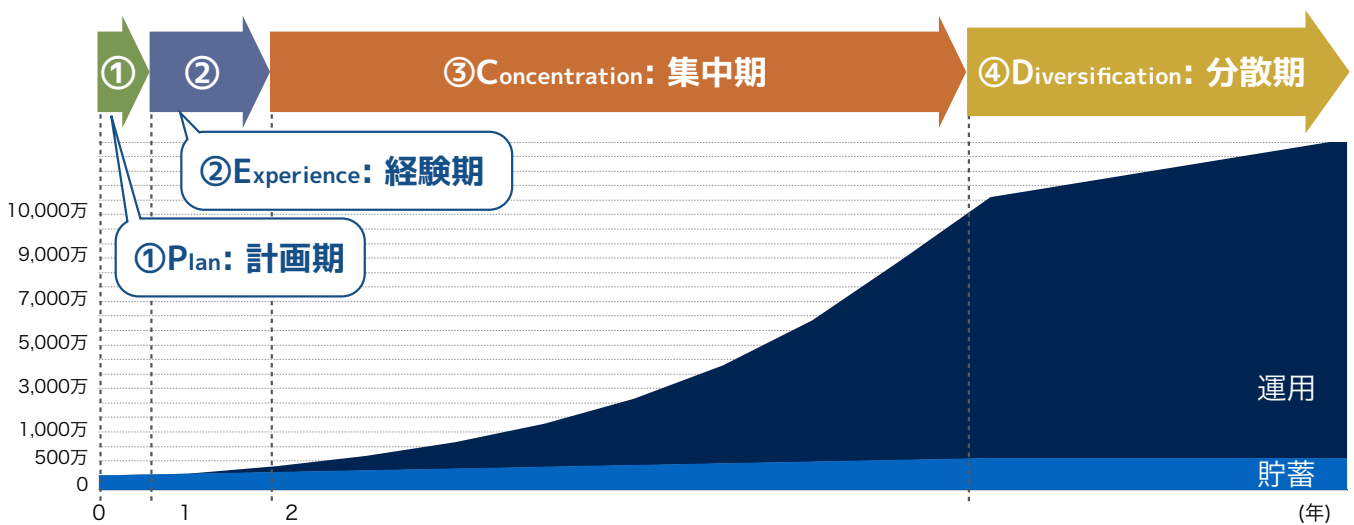 ①
②
③Concentration: 集中期
④Diversification: 分散期
②Experience: 経験期
①Plan: 計画期
10,000万
9,000万
7,000万
5,000万
3,000万
1,000万
500万
0
運用
貯蓄
0
1
2
(年)